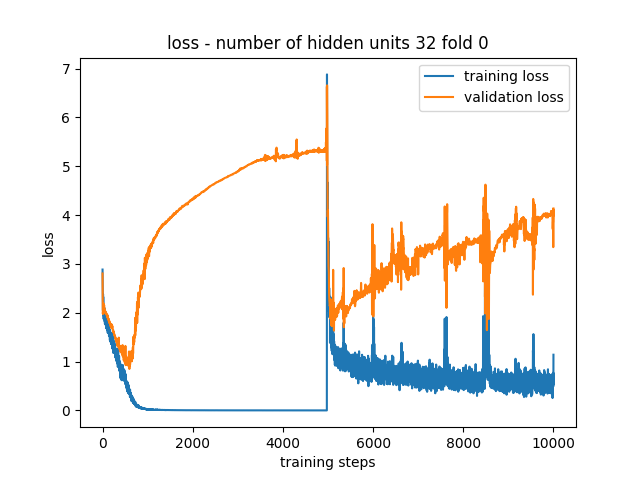 loss - number of hidden units 32 fold 0
training loss
validation loss
7
6
5
4
3
2
1
0
loss
0
2000
4000
6000
8000
10000
training steps